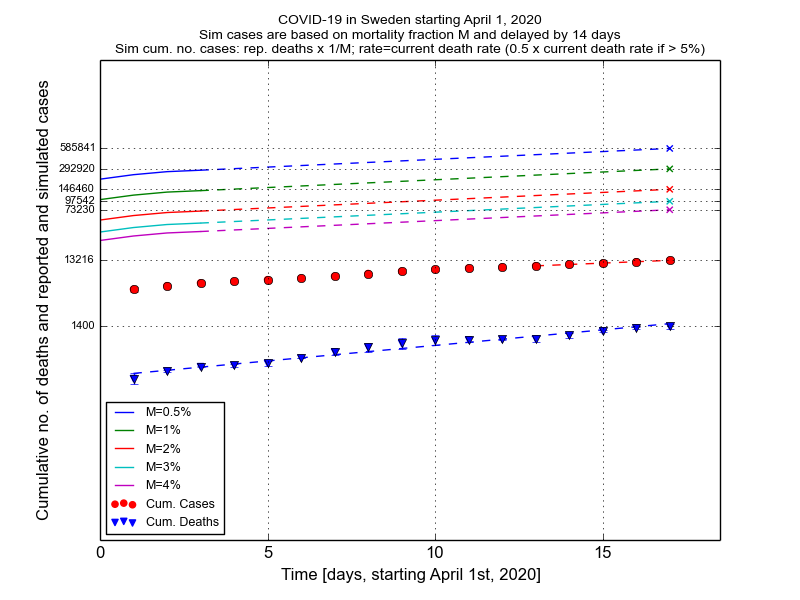 COVID-19 in Sweden starting April 1, 2020
Sim cases are based on mortality fraction M and delayed by 14 days
Sim cum. no. cases: rep. deaths x 1/M; rate=current death rate (0.5 x current death rate if > 5%)
Cumulative no. of deaths and reported and simulated cases
585841
292920
146460
97542
73230
13216
1400
M=0.5%
M=1%
M=2%
M=3%
M=4%
Cum. Cases
Cum. Deaths
0 5 10 15
Time [days, starting April 1st, 2020]